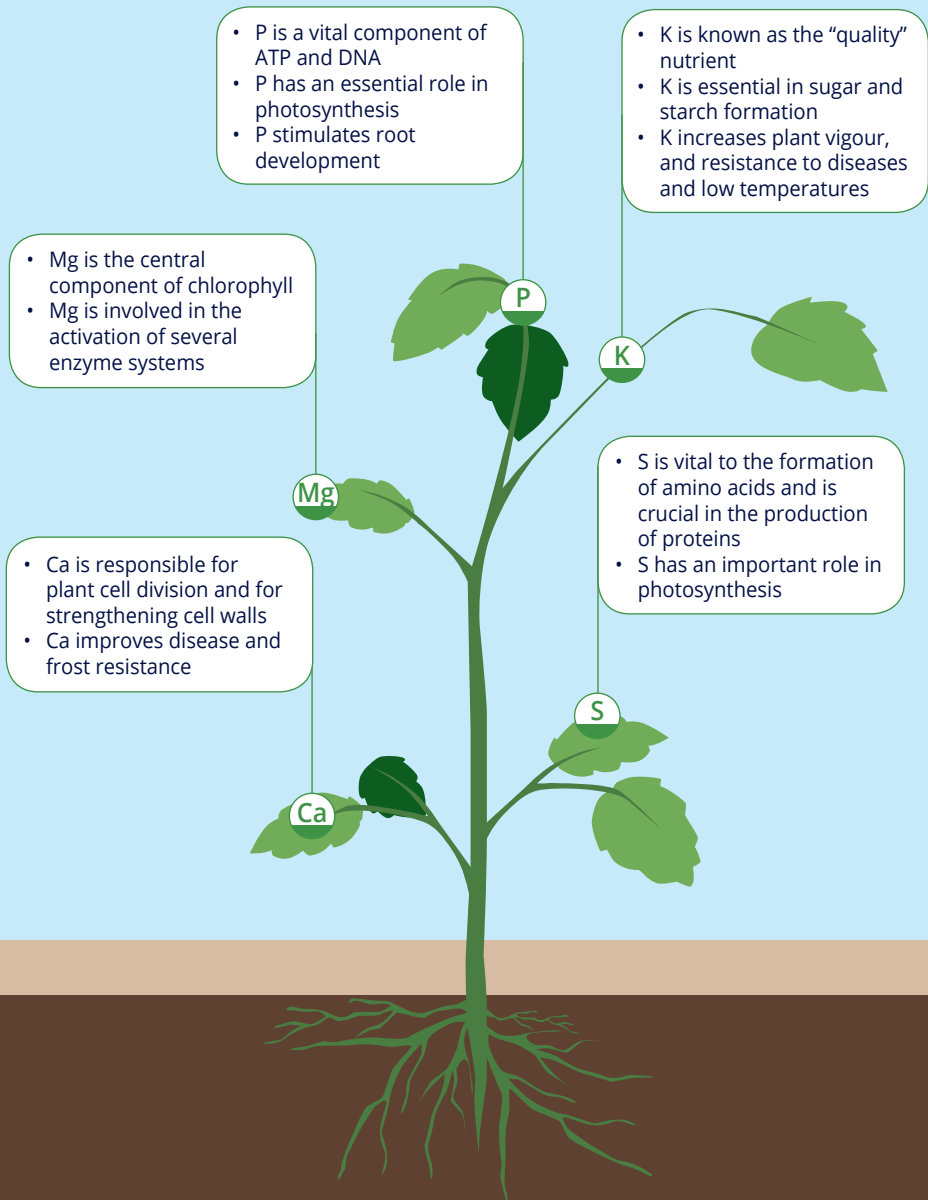 • P is a vital component of
ATP and DNA
• P has an essential role in
photosynthesis
• P stimulates root
development
• K is known as the “quality”
nutrient
• K is essential in sugar and
starch formation
• K increases plant vigour,
and resistance to diseases
and low temperatures
• Mg is the central
component of chlorophyll
• Mg is involved in the
activation of several
enzyme systems
P
K
• S is vital to the formation
of amino acids and is
crucial in the production
of proteins
• S has an important role in
photosynthesis
Mg
• Ca is responsible for
plant cell division and for
strengthening cell walls
• Ca improves disease and
frost resistance
S
Ca